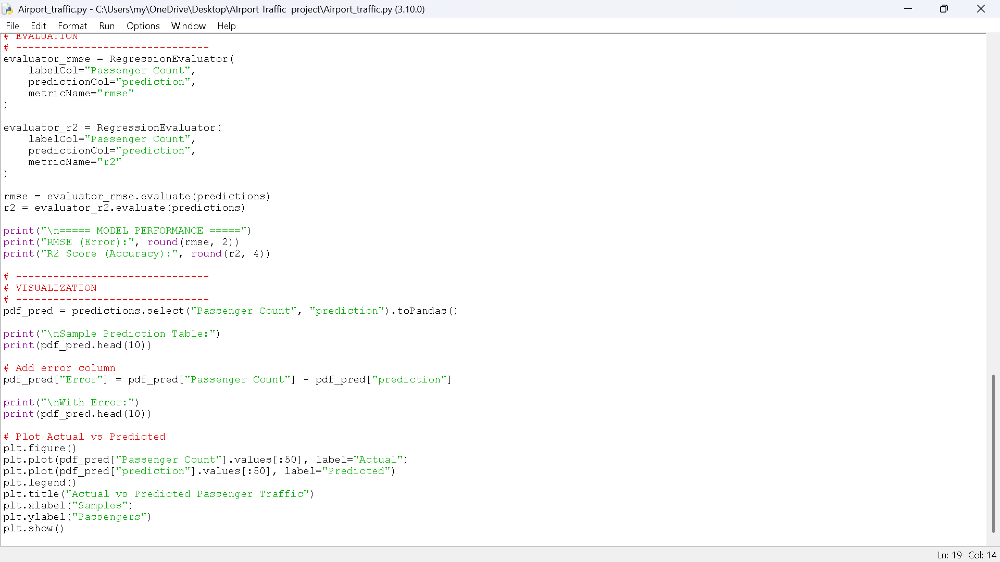 Airport_traffic.py - C:\Users\my\OneDrive\Desktop\AIrport Traffic  project\Airport_traffic.py (3.10.0)
File Edit Format Run Options Window Help
# EVALUATION
# -------------------------------
evaluator_rmse = RegressionEvaluator(
    labelCol="Passenger Count",
    predictionCol="prediction",
    metricName="rmse"
)

evaluator_r2 = RegressionEvaluator(
    labelCol="Passenger Count",
    predictionCol="prediction",
    metricName="r2"
)

rmse = evaluator_rmse.evaluate(predictions)
r2 = evaluator_r2.evaluate(predictions)

print("\n===== MODEL PERFORMANCE =====")
print("RMSE (Error):", round(rmse, 2))
print("R2 Score (Accuracy):", round(r2, 4))

# -------------------------------
# VISUALIZATION
# -------------------------------
pdf_pred = predictions.select("Passenger Count", "prediction").toPandas()

print("\nSample Prediction Table:")
print(pdf_pred.head(10))

# Add error column
pdf_pred["Error"] = pdf_pred["Passenger Count"] - pdf_pred["prediction"]

print("\nWith Error:")
print(pdf_pred.head(10))

# Plot Actual vs Predicted
plt.figure()
plt.plot(pdf_pred["Passenger Count"].values[:50], label="Actual")
plt.plot(pdf_pred["prediction"].values[:50], label="Predicted")
plt.legend()
plt.title("Actual vs Predicted Passenger Traffic")
plt.xlabel("Samples")
plt.ylabel("Passengers")
plt.show()
Ln: 19 Col: 14